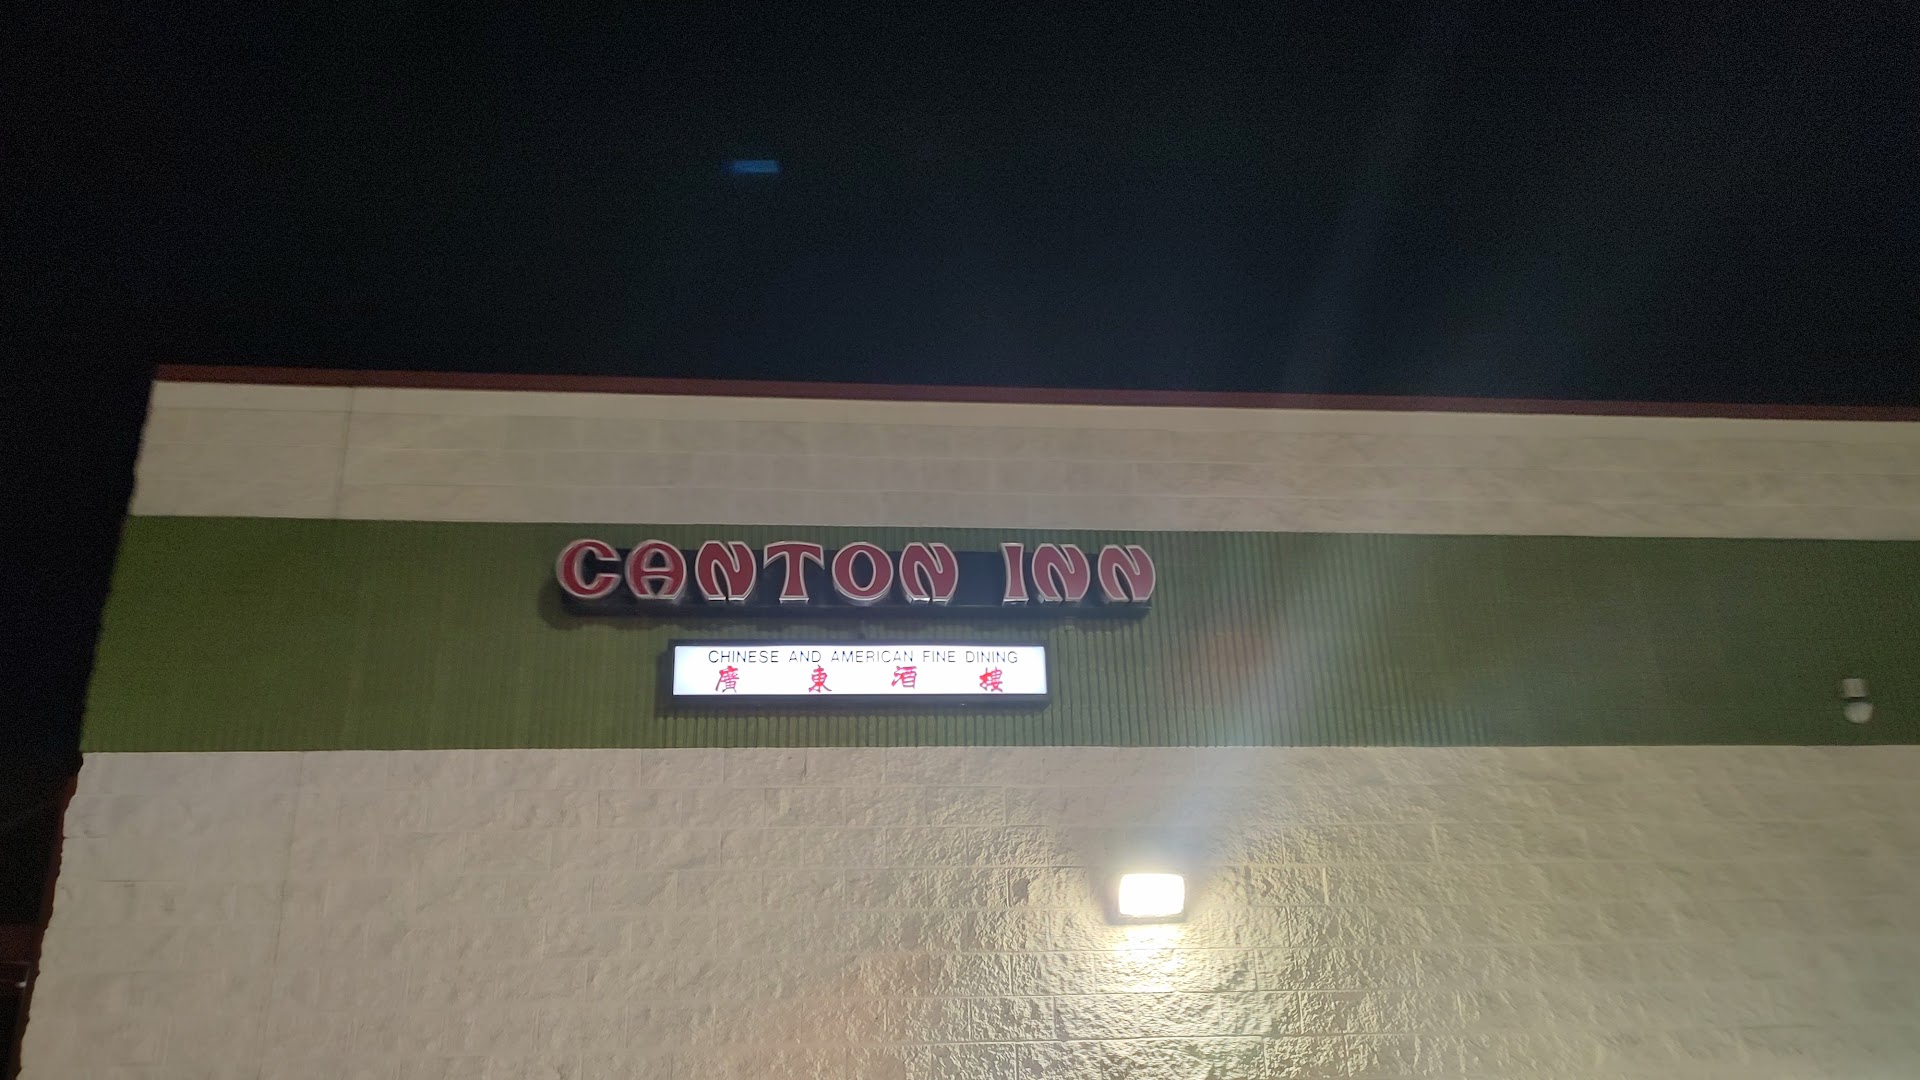 CANTON INN
CHINESE AND AMERICAN FINE DINING
廣東酒樓